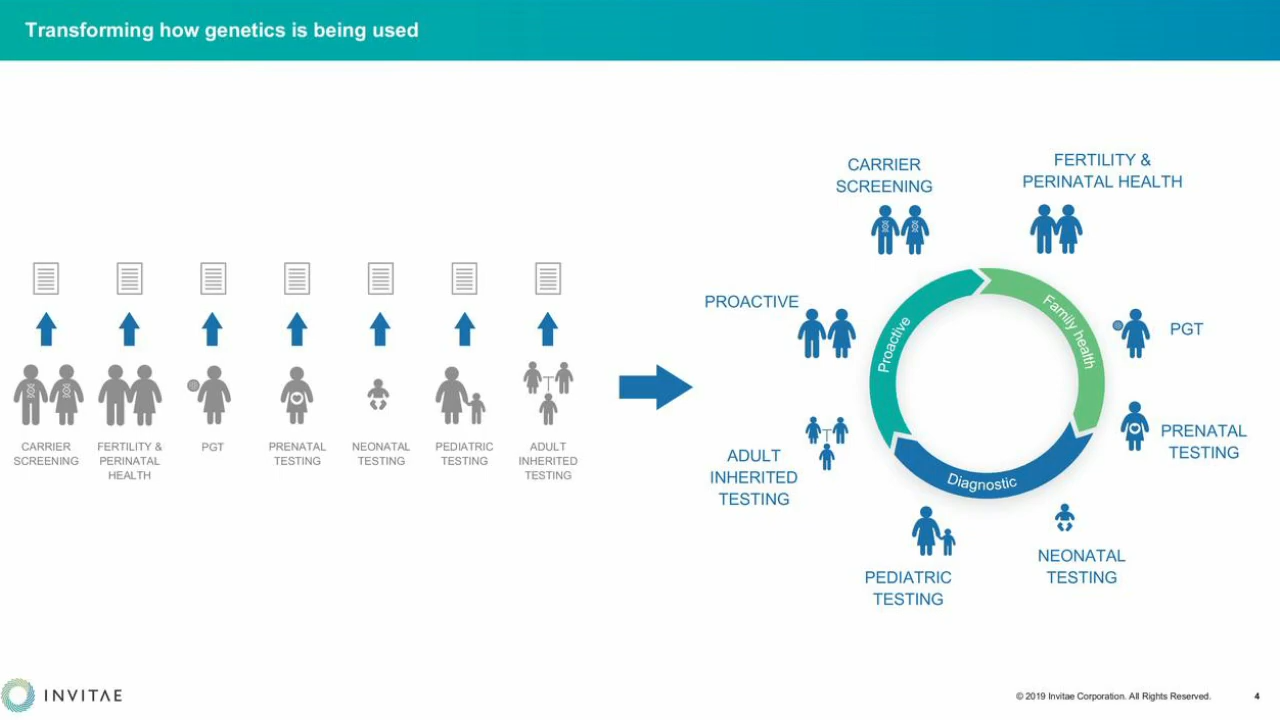 Transforming how genetics is being used
CARRIER
SCREENING
FERTILITY &
PERINATAL
HEALTH
PGT
PRENATAL
TESTING
NEONATAL
TESTING
PEDIATRIC
TESTING
ADULT
INHERITED
TESTING
CARRIER
SCREENING
FERTILITY &
PERINATAL HEALTH
PROACTIVE
PGT
PRENATAL
TESTING
NEONATAL
TESTING
PEDIATRIC
TESTING
ADULT
INHERITED
TESTING
Proactive
Family health
Diagnostic
INVITAE
© 2019 Invitae Corporation. All Rights Reserved.
4